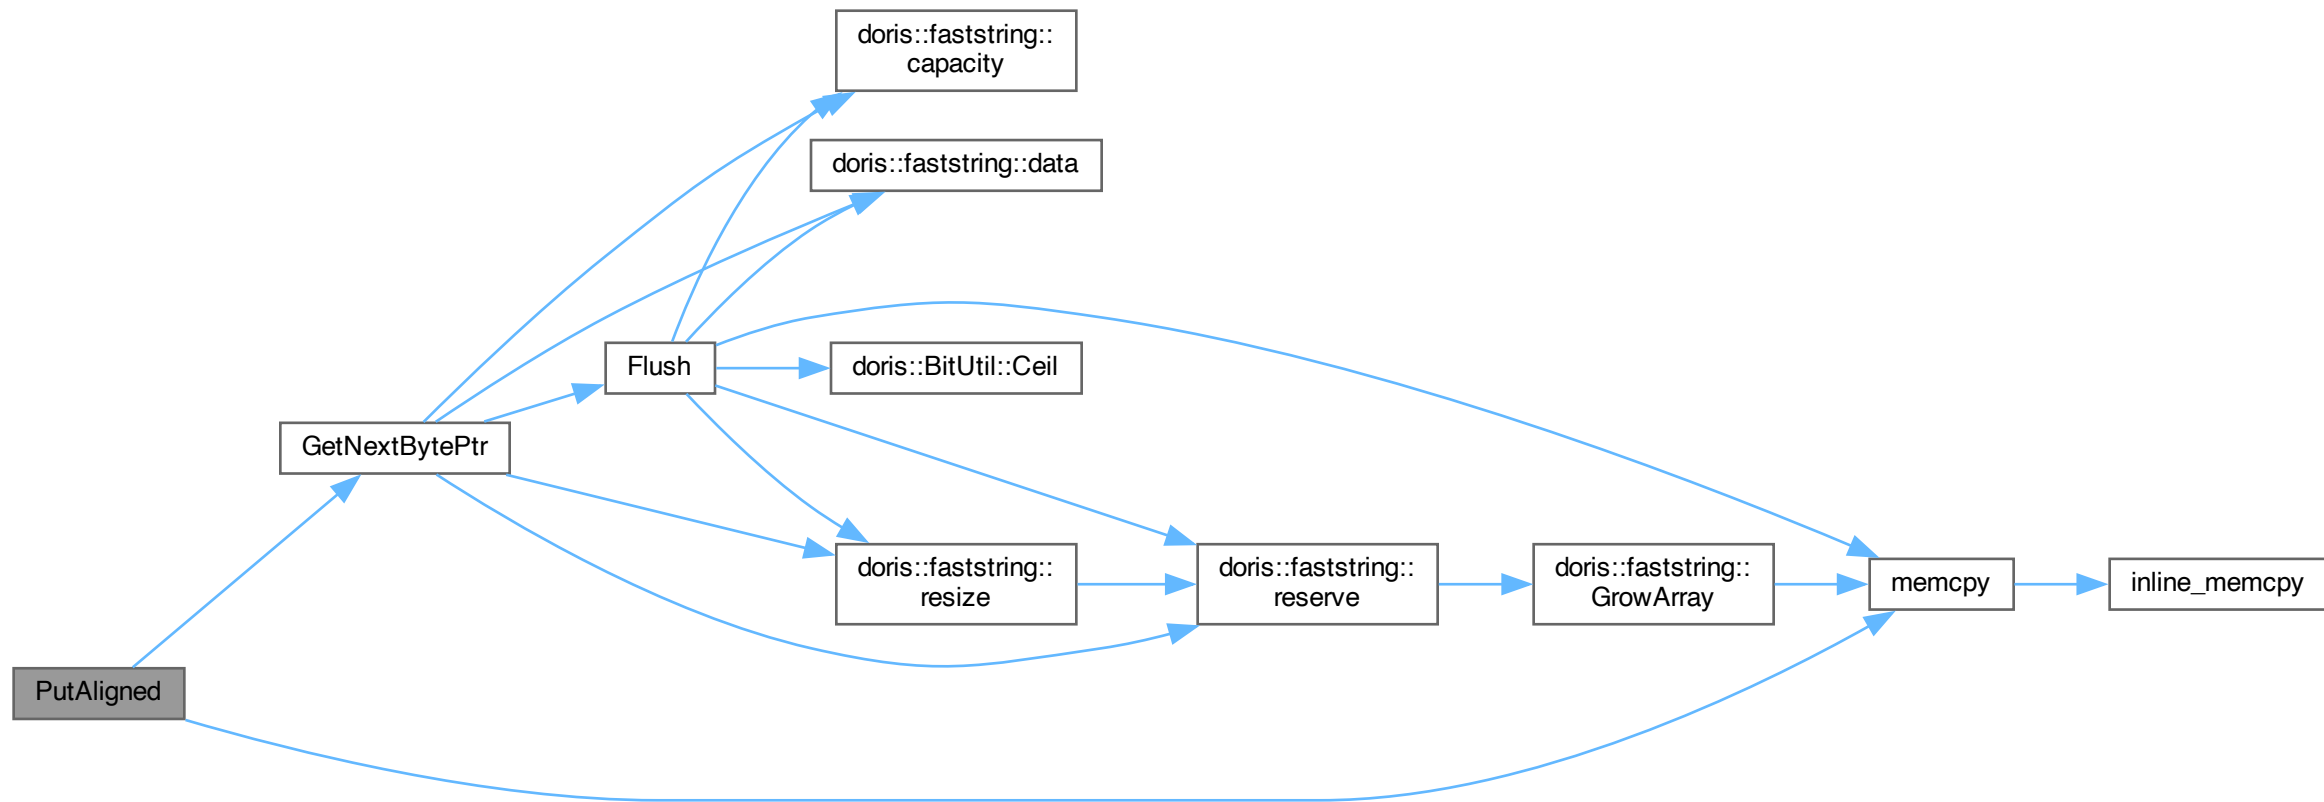 doris::faststring::
capacity
doris::faststring::data
Flush
doris::BitUtil::Ceil
GetNextBytePtr
doris::faststring::
resize
doris::faststring::
reserve
doris::faststring::
GrowArray
memcpy
inline_memcpy
PutAligned